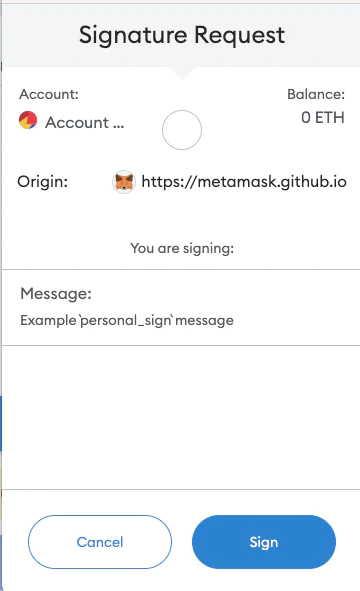 Signature Request
Account:
Balance:
Account ...
0 ETH
Origin:
https://metamask.github.io
You are signing:
Message:
Example `personal_sign` message
Cancel
Sign